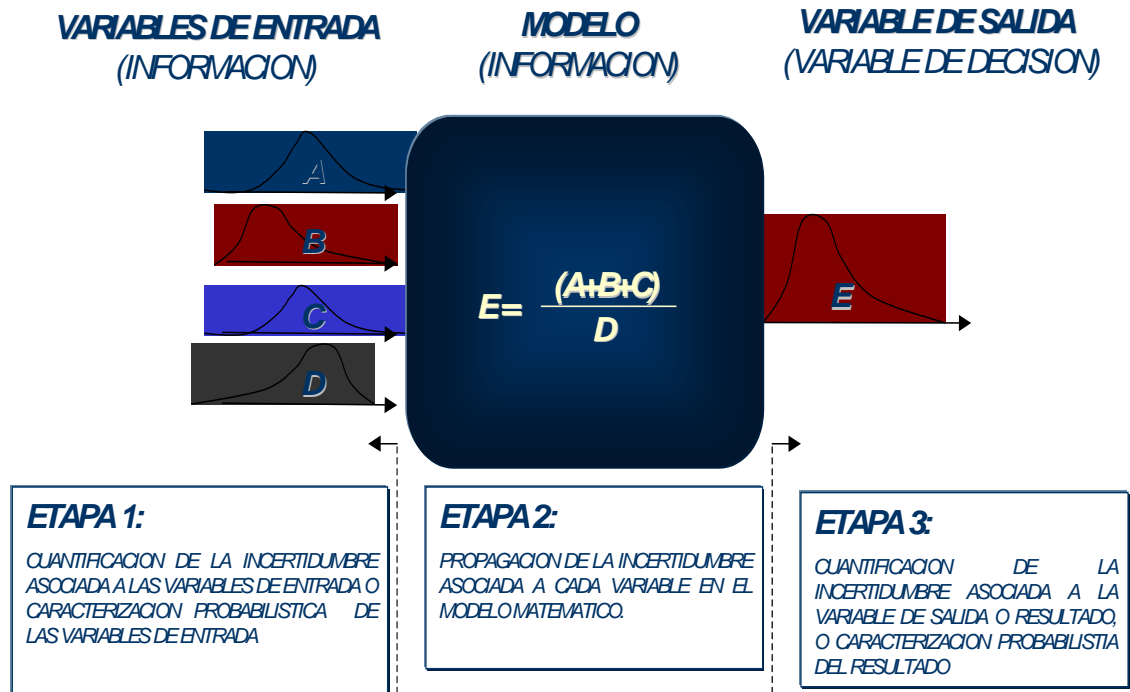 VARIABLES DE ENTRADA
(INFORMACION)
MODELO
(INFORMACION)
VARIABLE DE SALIDA
(VARIABLE DE DECISION)
A
B
C
D
E= (A+B+C)
D
E
ETAPA 1:
CUANTIFICACION DE LA INCERTIDUMBRE
ASOCIADA A LAS VARIABLES DE ENTRADA O
CARACTERIZACION PROBABILISTICA DE
LAS VARIABLES DE ENTRADA
ETAPA 2:
PROPAGACION DE LA INCERTIDUMBRE
ASOCIADA A CADA VARIABLE EN EL
MODELO MATEMATICO.
ETAPA 3:
CUANTIFICACION DE LA
INCERTIDUMBRE ASOCIADA A LA
VARIABLE DE SALIDA O RESULTADO,
O CARACTERIZACION PROBABILISTIA
DEL RESULTADO